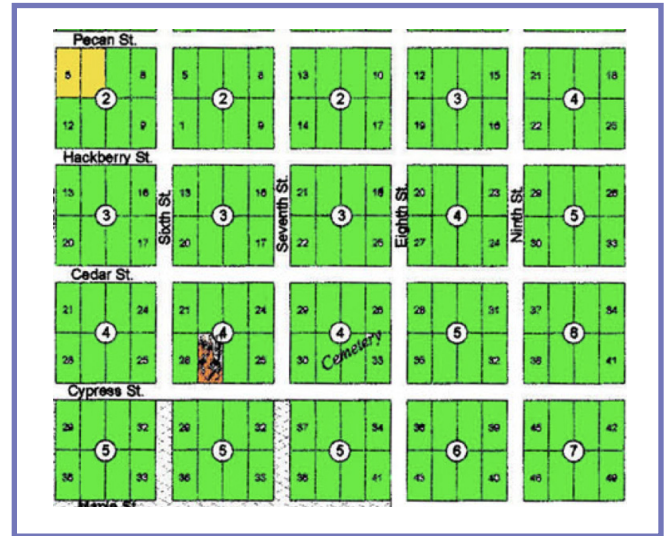 Pecan St.
5 8 5 8 13 10 12 15 21 18
2 2 2 3 4
12 9 1 9 14 17 19 16 22 25
Hackberry St.
13 16 13 16 21 18 20 23 29 26
3 3 3 4 5
Sixth St. Seventh St. Eighth St. Ninth St.
20 17 20 17 22 25 27 24 30 33
Cedar St.
21 24 21 24 29 26 28 31 37 34
4 4 4 5 6
Cemetery
28 25 28 25 30 33 35 32 38 41
Cypress St.
29 32 29 32 37 34 36 39 45 42
5 5 5 6 7
36 33 36 33 38 41 43 40 46 49
Maple St.